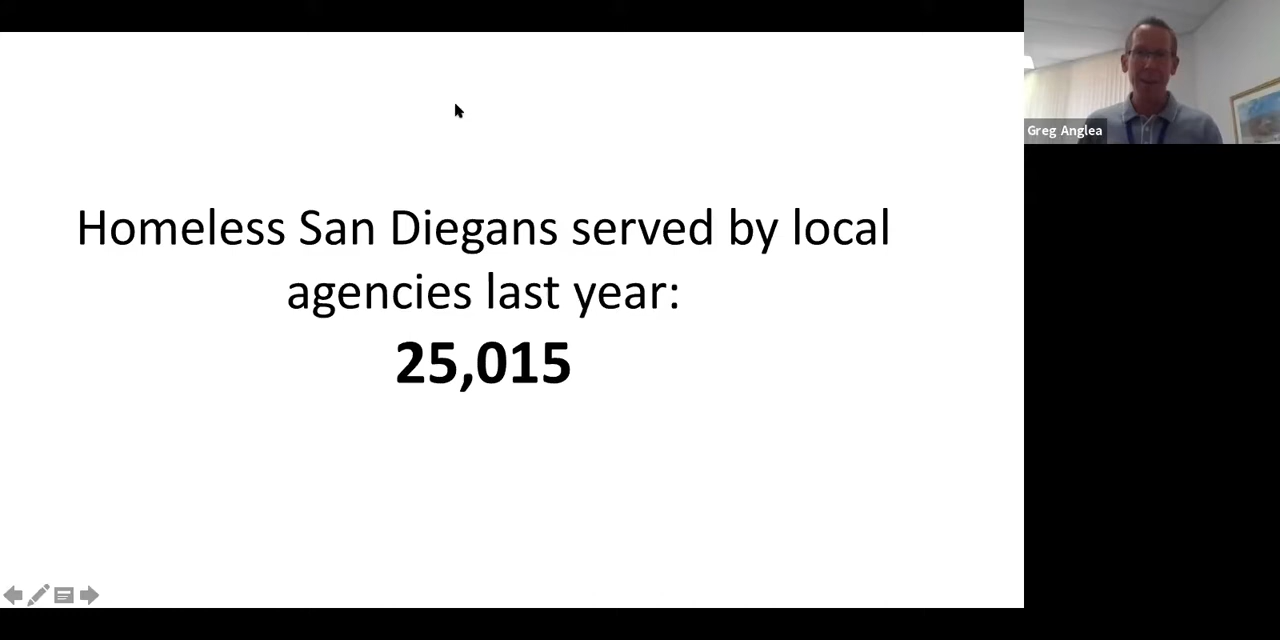 Homeless San Diegans served by local
agencies last year:
25,015
Greg Anglea